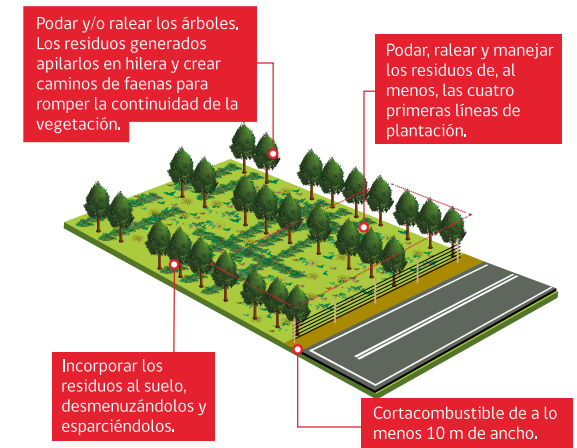 Podar y/o ralear los árboles.
Los residuos generados
apilarlos en hilera y crear
caminos de faenas para
romper la continuidad de la
vegetación.
Podar, ralear y manejar
los residuos de, al
menos, las cuatro
primeras líneas de
plantación.
Incorporar los
residuos al suelo,
desmenuzándolos y
esparciéndolos.
Cortacombustible de a lo
menos 10 m de ancho.